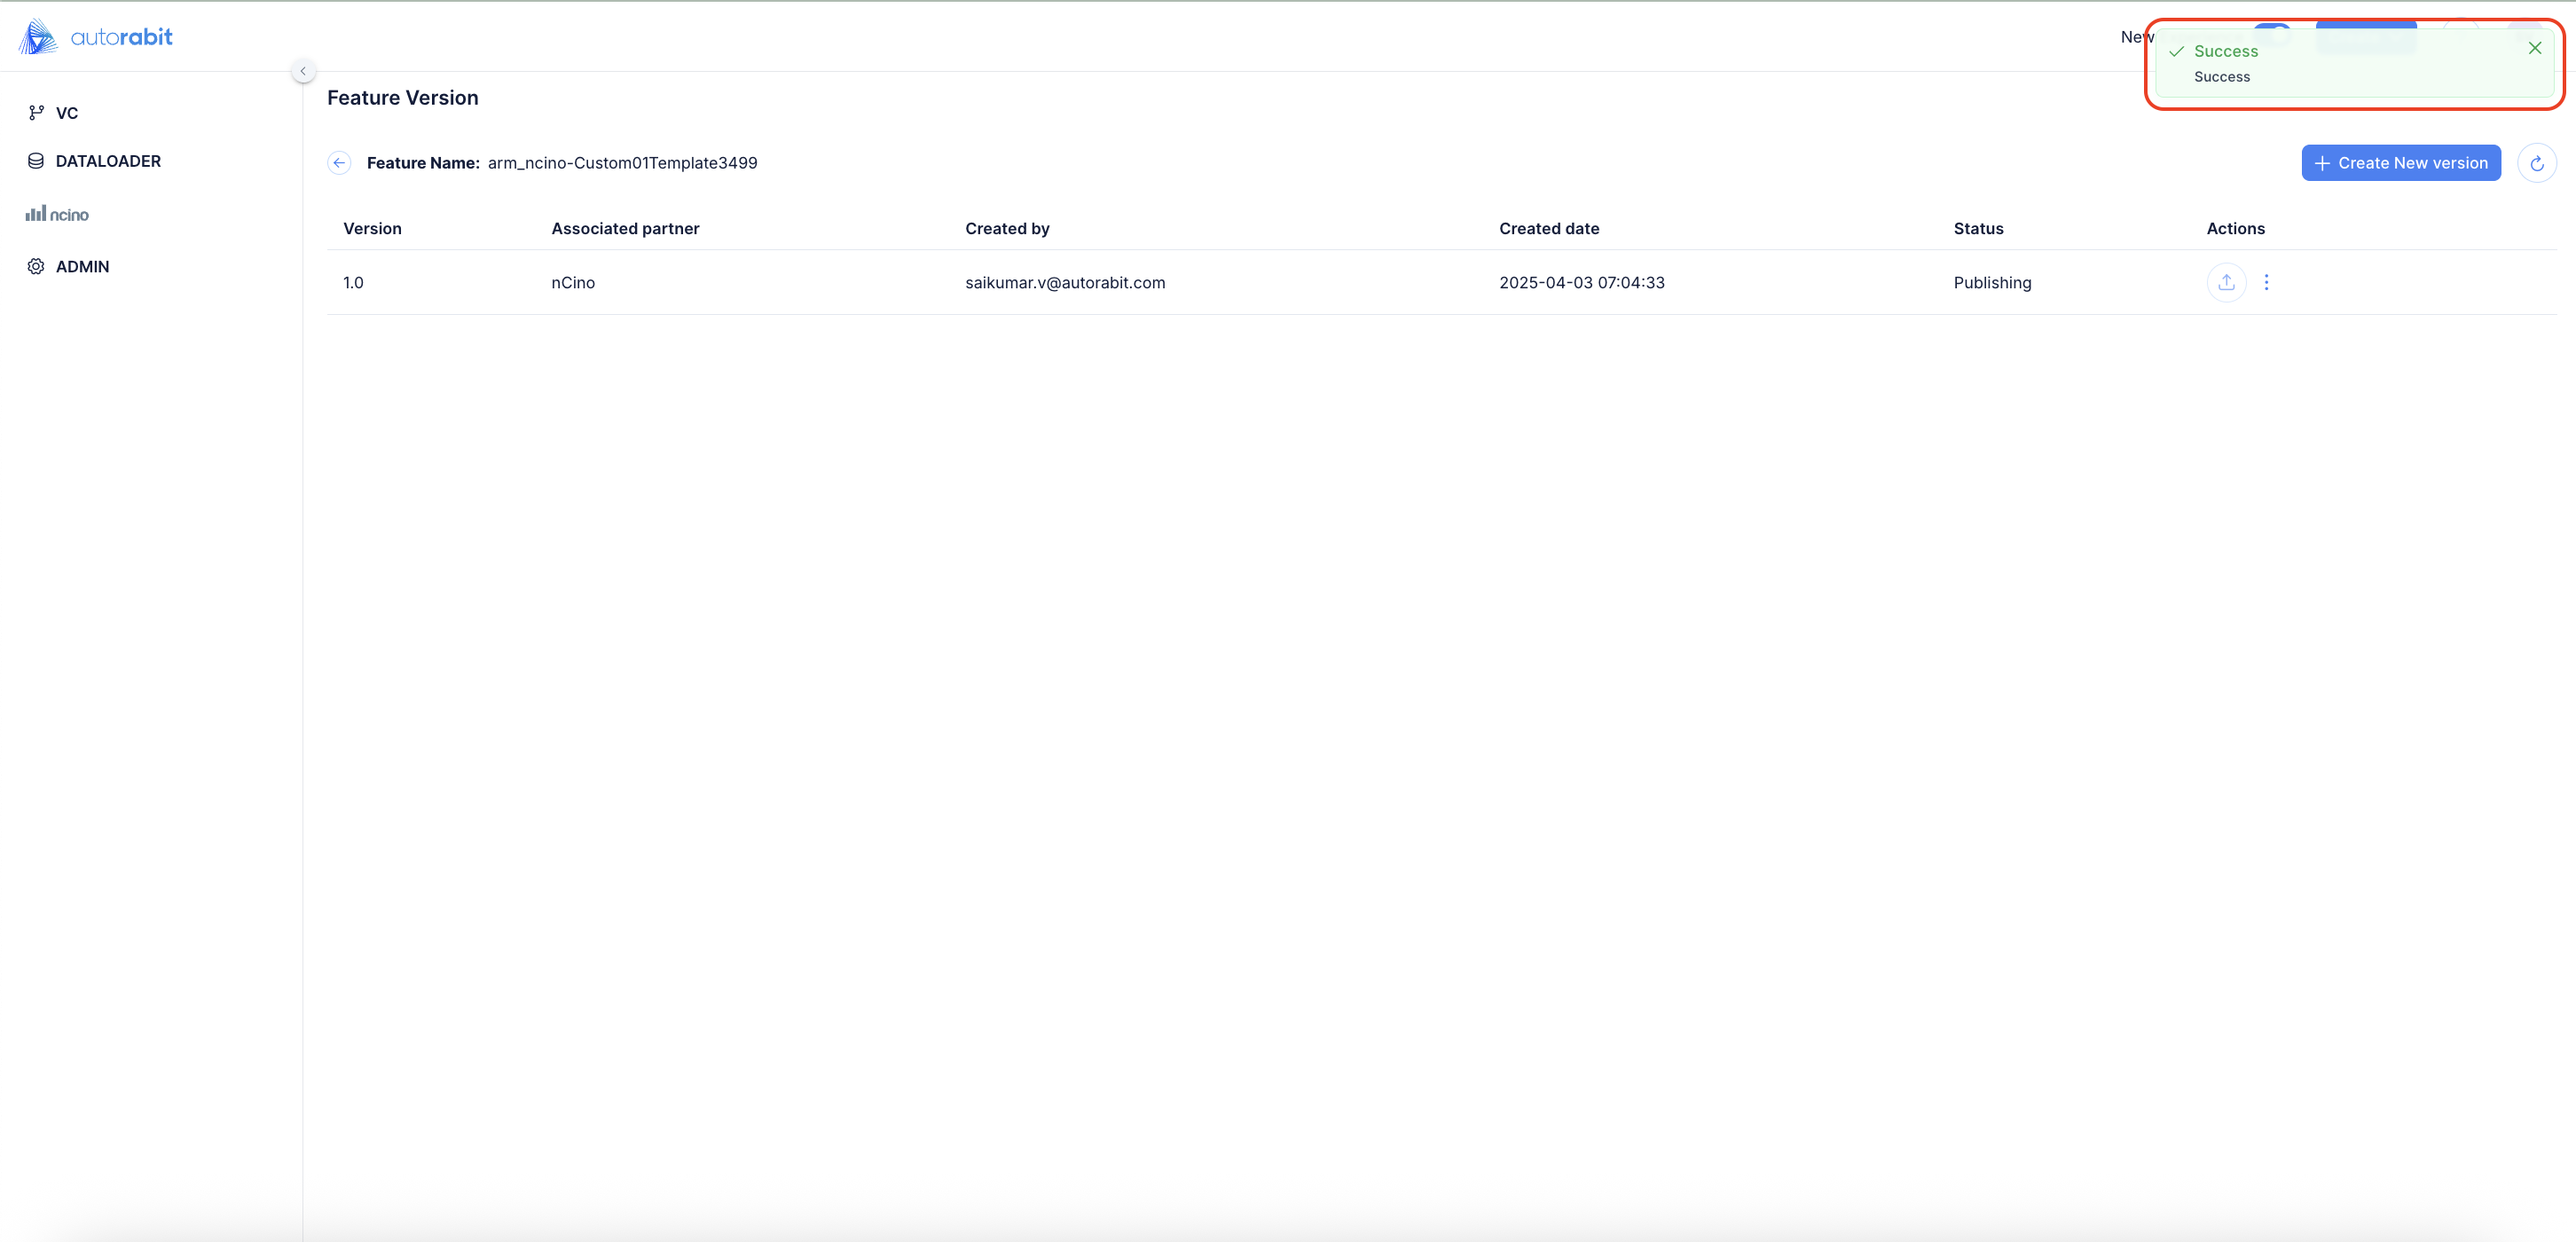 autorabit
New
Success
Success
VC
DATALOADER
ncino
ADMIN
Feature Version
Feature Name: arm_ncino-Custom01Template3499
Create New version
Version Associated partner Created by Created date Status Actions
1.0 nCino saikumar.v@autorabit.com 2025-04-03 07:04:33 Publishing